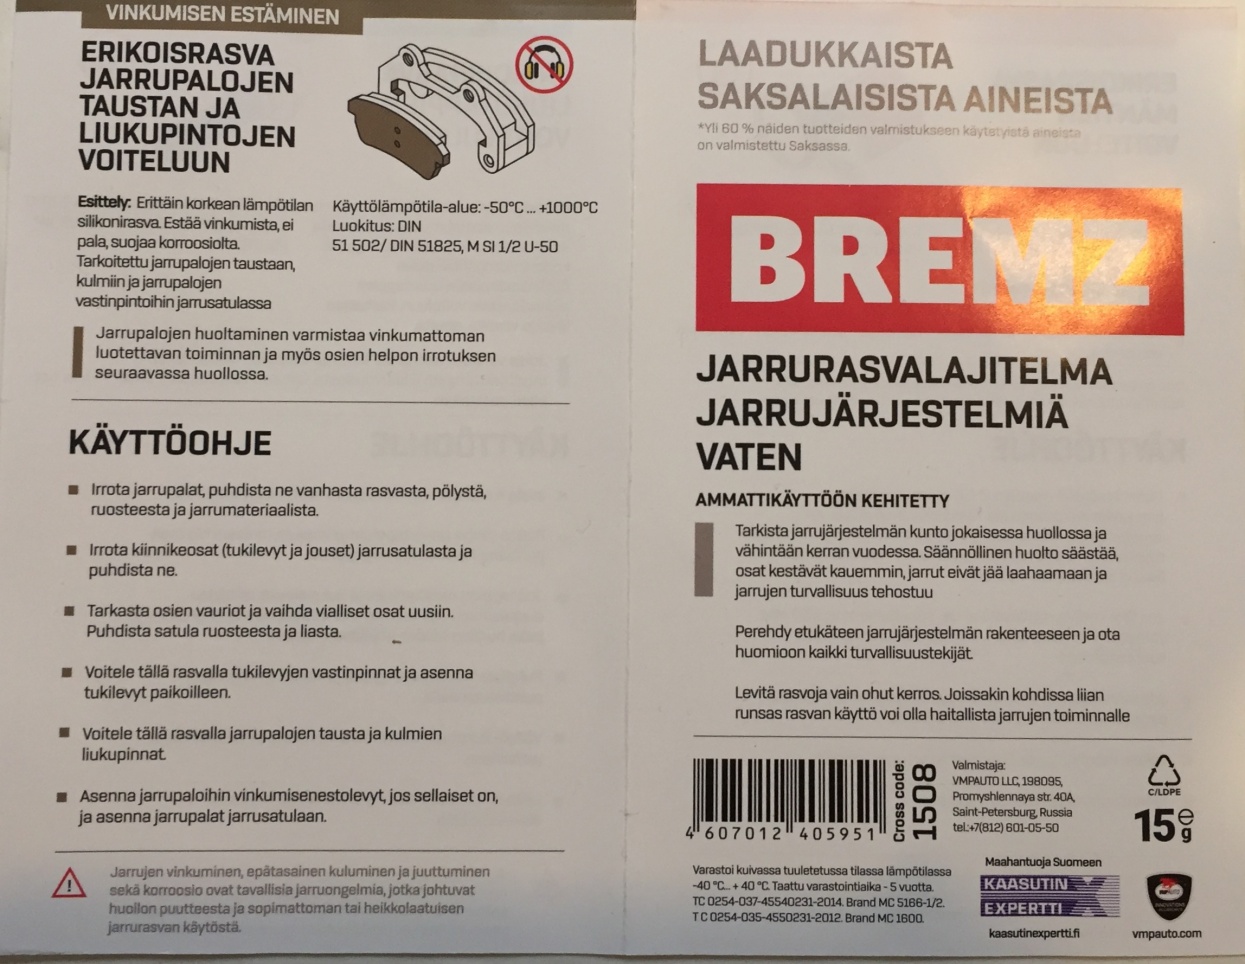 VINKUMISEN ESTÄMINEN
ERIKOISRASVA
JARRUPALOJEN
TAUSTAN JA
LIUKUPINTOJEN
VOITELUUN
Esittely: Erittäin korkean lämpötilan
silikonirasva. Estää vinkumista, ei
pala, suojaa korroosiolta.
Tarkoitettu jarrupalojen taustaan,
kulmiin ja jarrupalojen
vastinpintoihin jarrusatulassa
Käyttölämpötila-alue: -50°C ... +1000°C
Luokitus: DIN
51 502/ DIN 51825, M SI 1/2 U-50
Jarrupalojen huoltaminen varmistaa vinkumattoman
luotettavan toiminnan ja myös osien helpon irrotuksen
seuraavassa huollossa.
KÄYTTÖOHJE
Irrota jarrupalat, puhdista ne vanhasta rasvasta, pölystä,
ruosteesta ja jarrumateriaalista.
Irrota kiinnikeosat (tukilevyt ja jouset) jarrusatulasta ja
puhdista ne.
Tarkasta osien vauriot ja vaihda vialliset osat uusiin.
Puhdista satula ruosteesta ja liasta.
Voitele tällä rasvalla tukilevyjen vastinpinnat ja asenna
tukilevyt paikoilleen.
Voitele tällä rasvalla jarrupalojen tausta ja kulmien
liukupinnat.
Asenna jarrupaloihin vinkumisenestolevyt, jos sellaiset on,
ja asenna jarrupalat jarrusatulaan.
Jarrujen vinkuminen, epätasainen kuluminen ja juuttuminen
sekä korroosio ovat tavallisia jarruongelmia, jotka johtuvat
huollon puutteesta ja sopimattoman tai heikkolaatuisen
jarrurasvan käytöstä.
LAADUKKAISTA
SAKSALAISISTA AINEISTA
*Yli 60 % näiden tuotteiden valmistukseen käytetyistä aineista
on valmistettu Saksassa.
BREMZ
JARRURASVALAJITELMA
JARRUJÄRJESTELMIÄ
VATEN
AMMATTIKÄYTTÖÖN KEHITETTY
Tarkista jarrujärjestelmän kunto jokaisessa huollossa ja
vähintään kerran vuodessa. Säännöllinen huolto säästää,
osat kestävät kauemmin, jarrut eivät jää laahaamaan ja
jarrujen turvallisuus tehostuu
Perehdy etukäteen jarrujärjestelmän rakenteeseen ja ota
huomioon kaikki turvallisuustekijät.
Levitä rasvoja vain ohut kerros. Joissakin kohdissa liian
runsas rasvan käyttö voi olla haitallista jarrujen toiminnalle
4 607012 405951
Cross code:
1508
Valmistaja:
VMPAUTO LLC, 198095,
Promyshlennaya str. 40A,
Saint-Petersburg, Russia
tel.:+7(812) 601-05-50
C/LDPE
15 g e
Varastoi kuivassa tuuletetussa tilassa lämpötilassa
-40 °C... + 40 °C. Taattu varastointiaika - 5 vuotta.
TC 0254-037-45540231-2014. Brand MC 5166-1/2.
T C 0254-035-4550231-2012. Brand MC 1600.
Maahantuoja Suomeen
KAASUTIN
EXPERTTI X
kaasutinexpertti.fi
vmpauto.com